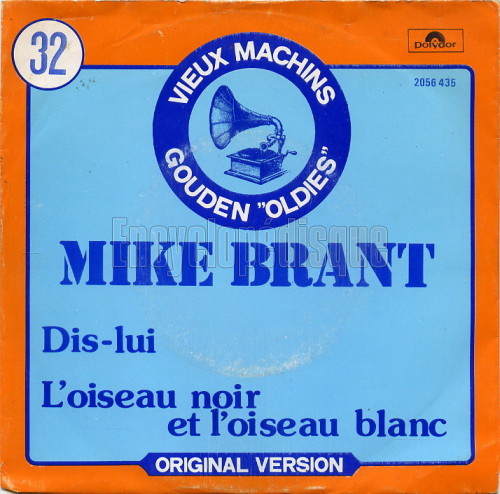 32
polydor
2056 435
VIEUX MACHINS
GOUDEN "OLDIES"
Encyclopédisque
MIKE BRANT
Dis-lui
L'oiseau noir
et l'oiseau blanc
ORIGINAL VERSION